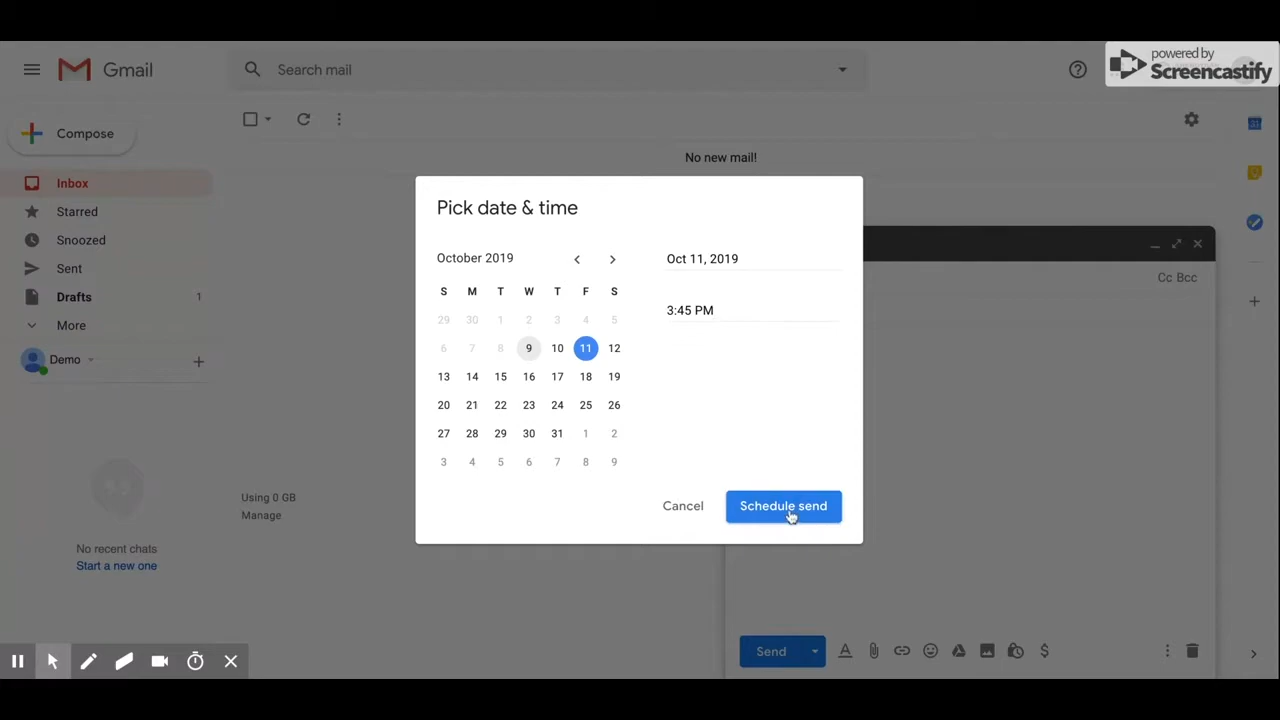 powered by
Screencastify
Gmail
Search mail
Compose
No new mail!
Inbox
Starred
Snoozed
Sent
Drafts 1
More
Demo
Pick date & time
October 2019
Oct 11, 2019
3:45 PM
S M T W T F S
29 30 1 2 3 4 5
6 7 8 9 10 11 12
13 14 15 16 17 18 19
20 21 22 23 24 25 26
27 28 29 30 31 1 2
3 4 5 6 7 8 9
Cancel
Schedule send
Cc Bcc
Using 0 GB
Manage
No recent chats
Start a new one
Send